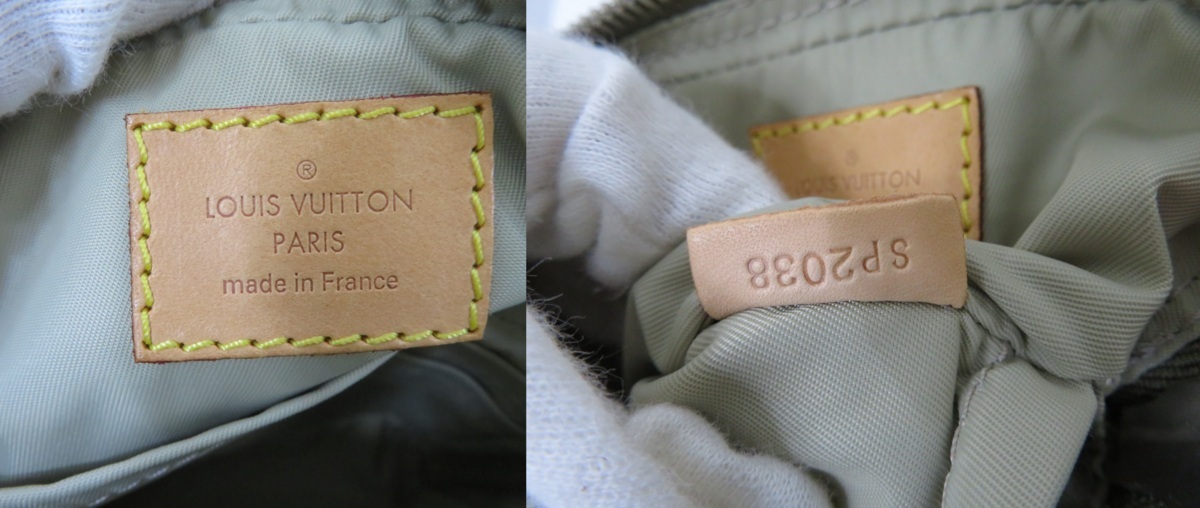 ®
LOUIS VUITTON
PARIS
made in France
LOUIS VUITTON
SP2038